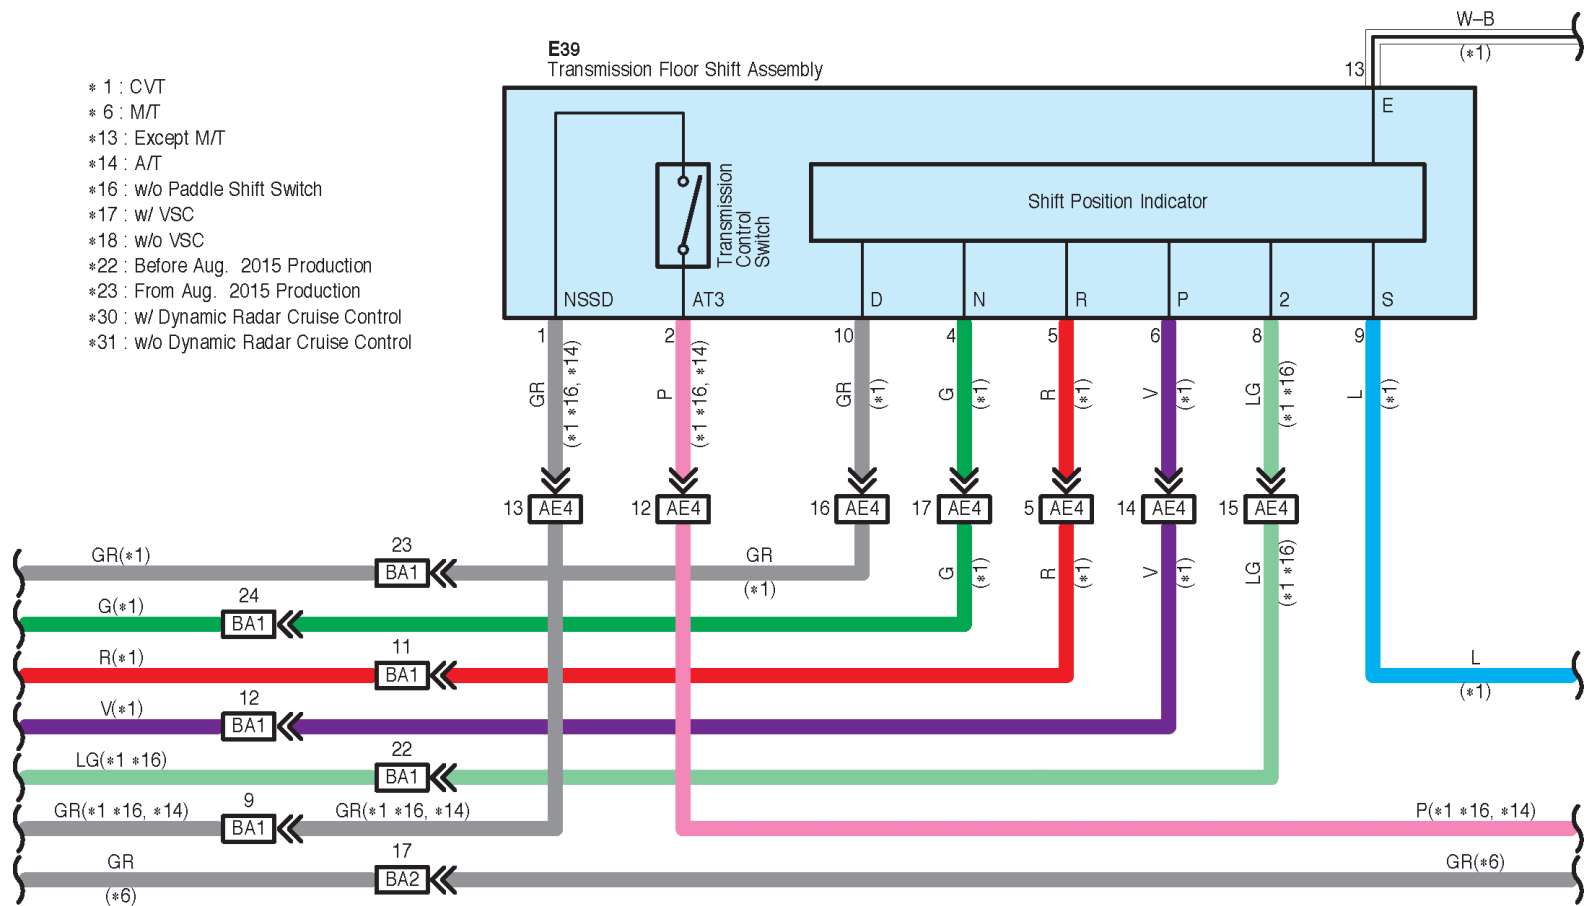 W–B
(*1)
E39
Transmission Floor Shift Assembly
13
* 1 : CVT
* 6 : M/T
*13 : Except M/T
*14 : A/T
*16 : w/o Paddle Shift Switch
*17 : w/ VSC
*18 : w/o VSC
*22 : Before Aug.  2015 Production
*23 : From Aug.  2015 Production
*30 : w/ Dynamic Radar Cruise Control
*31 : w/o Dynamic Radar Cruise Control
E
Transmission
Control
Switch
Shift Position Indicator
NSSD
AT3
D
N
R
P
2
S
1
2
10
4
5
6
8
9
GR
(*1 *16, *14)
P
(*1 *16, *14)
GR
(*1)
G
(*1)
R
(*1)
V
(*1)
LG
(*1 *16)
L
(*1)
13 AE4
12 AE4
16 AE4
17 AE4
5 AE4
14 AE4
15 AE4
GR(*1)
23
BA1
GR
(*1)
G
(*1)
R
(*1)
V
(*1)
LG
(*1 *16)
G(*1)
24
BA1
R(*1)
11
BA1
L
(*1)
V(*1)
12
BA1
LG(*1 *16)
22
BA1
GR(*1 *16, *14)
9
BA1
GR(*1 *16, *14)
P(*1 *16, *14)
GR
(*6)
17
BA2
GR(*6)